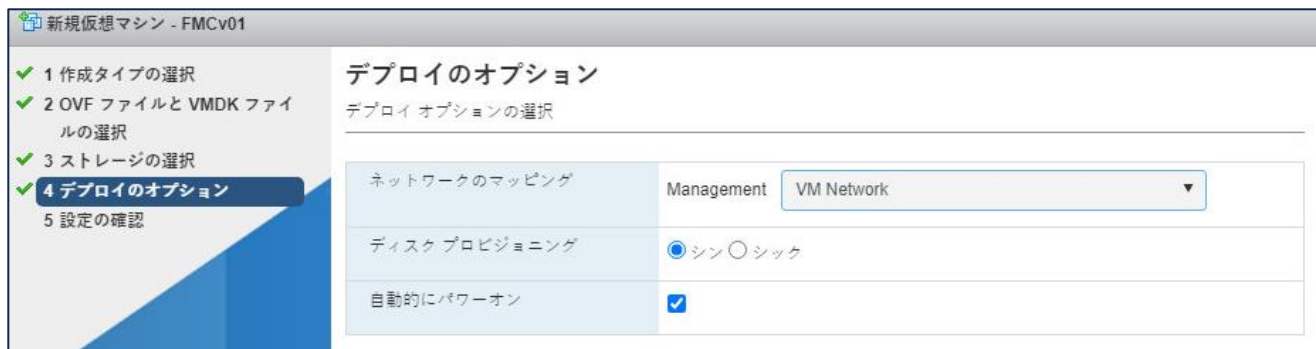 新規仮想マシン - FMCv01
1 作成タイプの選択
2 OVF ファイルと VMDK ファイ
ルの選択
3 ストレージの選択
4 デプロイのオプション
5 設定の確認
デプロイのオプション
デプロイ オプションの選択
ネットワークのマッピング
Management VM Network
ディスク プロビジョニング
シン シック
自動的にパワーオン